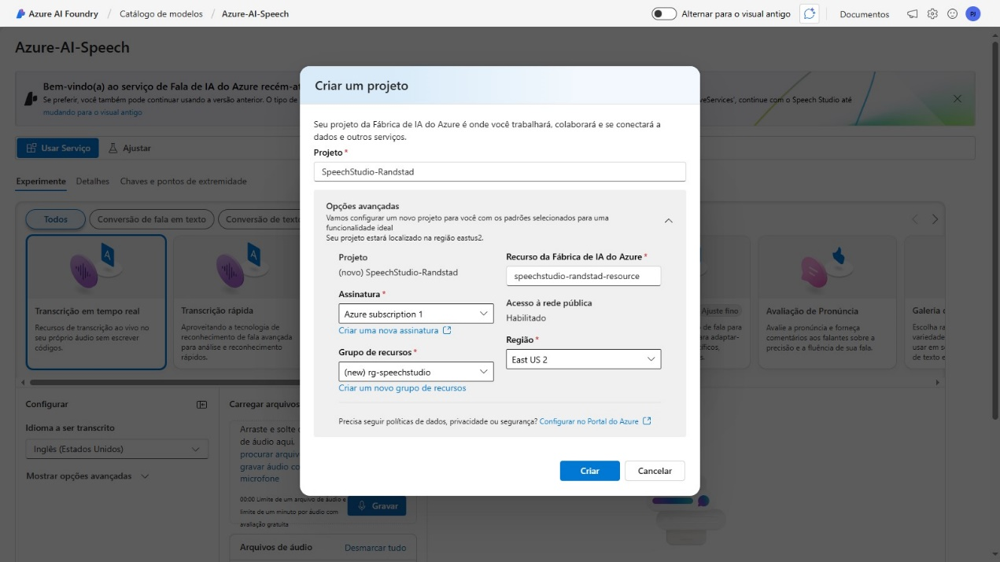 Azure AI Foundry / Catálogo de modelos / Azure-AI-Speech
Alternar para o visual antigo
Documentos
PJ
Azure-AI-Speech
Bem-vindo(a) ao serviço de Fala de IA do Azure
Se preferir, você também pode continuar usando a versão anterior. O tipo de
continue com o Speech Studio até
mudando para o visual antigo
Usar Serviço
Ajustar
Experimente
Detalhes
Chaves e pontos de extremidade
Todos
Conversão de fala em texto
Conversão de
Transcrição em tempo real
Recursos de transcrição ao vivo no
seu próprio áudio sem escrever
códigos.
Transcrição rápida
Aproveitando a tecnologia de
reconhecimento de fala avançada
para análise e reconhecimento
rápidos.
Ajuste fino
de fala para
adaptar-
Avaliação de Pronúncia
Avalie a pronúncia e forneça
comentários aos falantes sobre a
precisão e a fluência de sua fala.
Galeria
Escolha
variedade
usar em
de texto
Configurar
Idioma a ser transcrito
Inglês (Estados Unidos)
Mostrar opções avançadas
Carregar arquivos
Arraste e solte
de áudio aqui.
procurar
gravar áudio
microfone
00:00 Limite de um arquivo de áudio e
limite de um minuto por áudio com
avaliação gratuita
Gravar
Arquivos de áudio
Desmarcar tudo
Criar um projeto
Seu projeto da Fábrica de IA do Azure é onde você trabalhará, colaborará e se conectará a
dados e outros serviços.
Projeto *
SpeechStudio-Randstad
Opções avançadas
Vamos configurar um novo projeto para você com os padrões selecionados para uma
funcionalidade ideal
Seu projeto estará localizado na região eastus2.
Projeto
(novo) SpeechStudio-Randstad
Assinatura *
Azure subscription 1
Criar uma nova assinatura
Grupo de recursos *
(new) rg-speechstudio
Criar um novo grupo de recursos
Recurso da Fábrica de IA do Azure *
speechstudio-randstad-resource
Acesso à rede pública
Habilitado
Região *
East US 2
Precisa seguir políticas de dados, privacidade ou segurança? Configurar no Portal do Azure
Criar
Cancelar